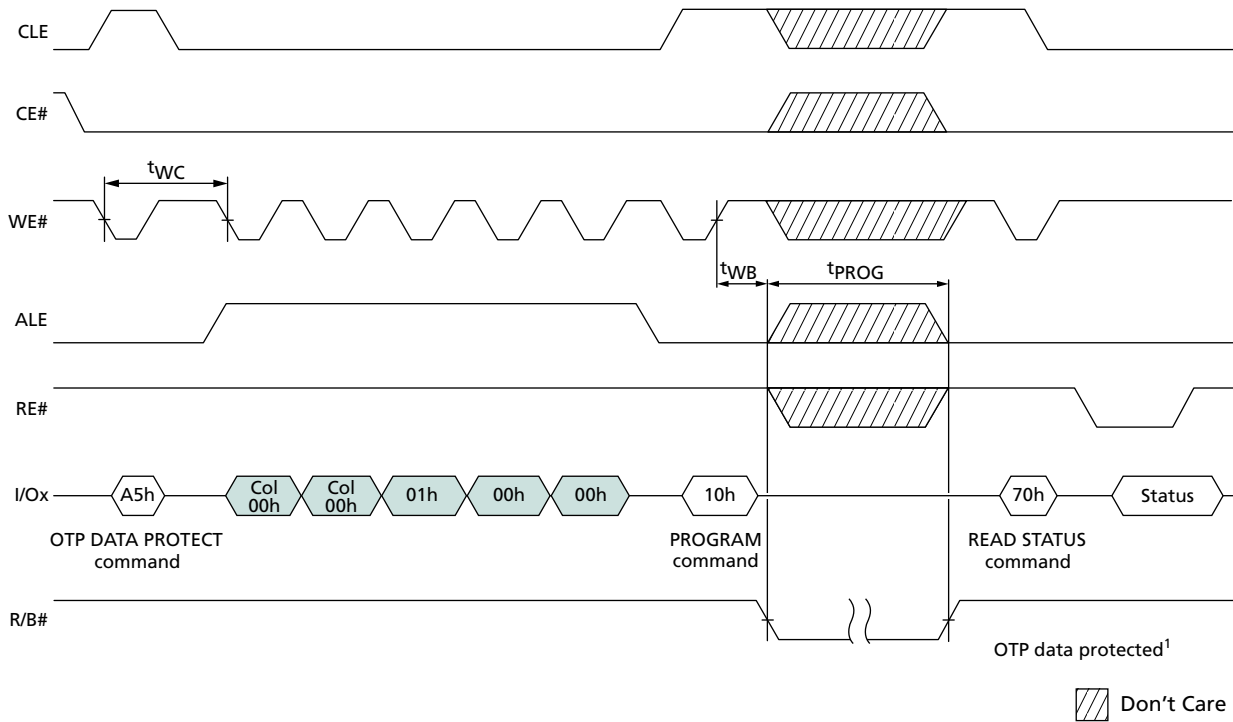 CLE
CE#
tWC
WE#
tWB
tPROG
ALE
RE#
I/Ox
A5h
Col
00h
Col
00h
01h
00h
00h
10h
70h
Status
OTP DATA PROTECT
command
PROGRAM
command
READ STATUS
command
R/B#
OTP data protected1
Don't Care